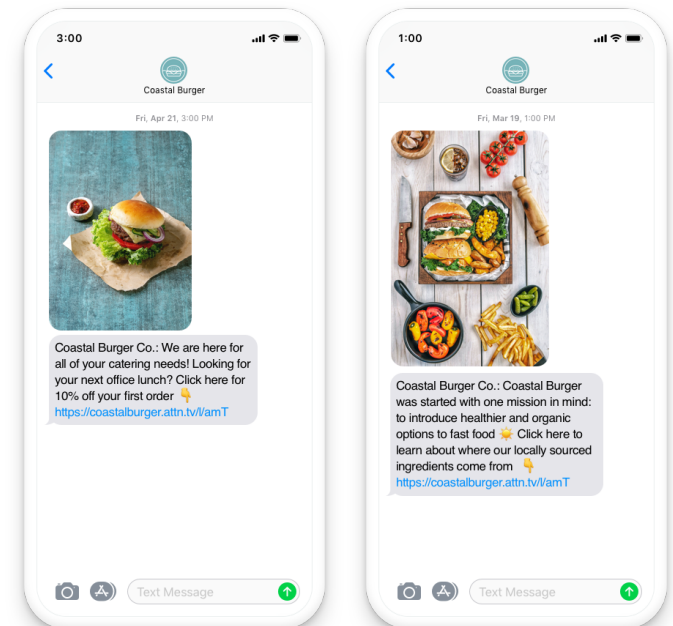 3:00
Coastal Burger
Fri, Apr 21, 3:00 PM
Coastal Burger Co.: We are here for
all of your catering needs! Looking for
your next office lunch? Click here for
10% off your first order 👇
https://coastalburger.attn.tv/l/amT
Text Message
1:00
Coastal Burger
Fri, Mar 19, 1:00 PM
Coastal Burger Co.: Coastal Burger
was started with one mission in mind:
to introduce healthier and organic
options to fast food ☀️ Click here to
learn about where our locally sourced
ingredients come from 👇
https://coastalburger.attn.tv/l/amT
Text Message